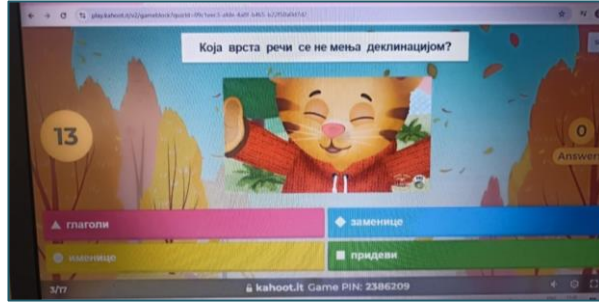 Која врста речи се не мења деклинацијом?
13
0
Answers
глаголи
заменице
именице
придеви
3/17
kahoot.it Game PIN: 2386209